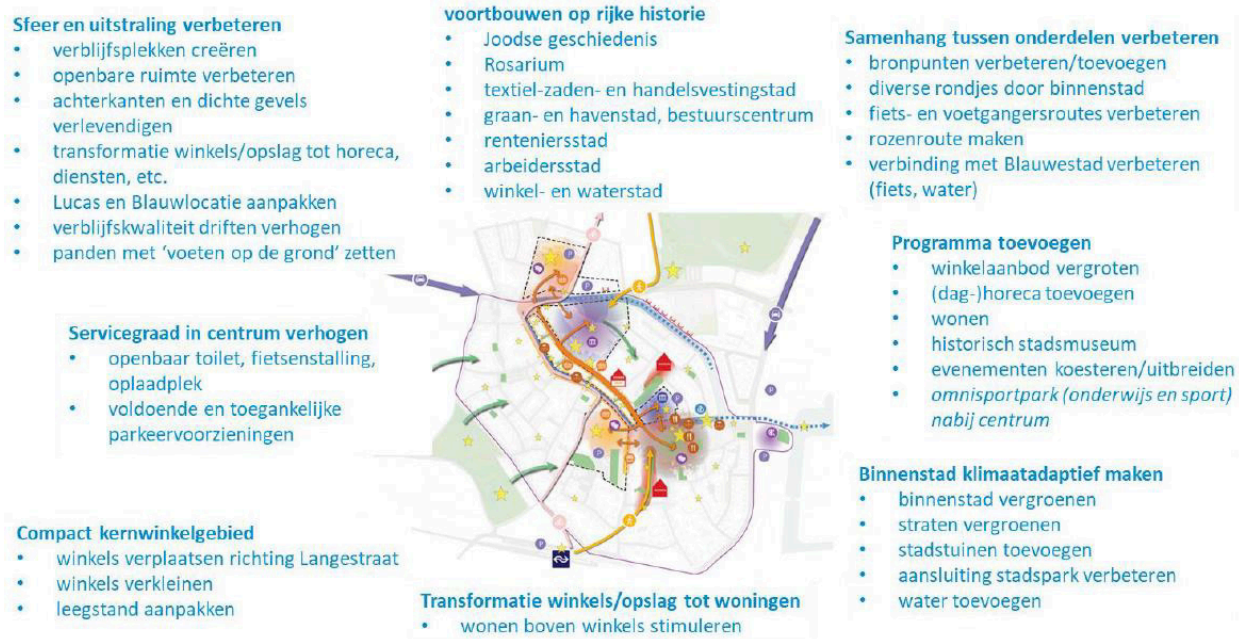 Sfeer en uitstraling verbeteren
• verblijfsplekken creëren
• openbare ruimte verbeteren
• achterkanten en dichte gevels
verlevendigen
• transformatie winkels/opslag tot horeca,
diensten, etc.
• Lucas en Blauwlocatie aanpakken
• verblijfskwaliteit driften verhogen
• panden met ‘voeten op de grond’ zetten
voortbouwen op rijke historie
• Joodse geschiedenis
• Rosarium
• textiel-zaden- en handelsvestingstad
• graan- en havenstad, bestuurscentrum
• renteniersstad
• arbeidersstad
• winkel- en waterstad
Samenhang tussen onderdelen verbeteren
• bronpunten verbeteren/toevoegen
• diverse rondjes door binnenstad
• fiets- en voetgangersroutes verbeteren
• rozenroute maken
• verbinding met Blauwestad verbeteren
(fiets, water)
Servicegraad in centrum verhogen
• openbaar toilet, fietsenstalling,
oplaadplek
• voldoende en toegankelijke
parkeervoorzieningen
Programma toevoegen
• winkelaanbod vergroten
• (dag-)horeca toevoegen
• wonen
• historisch stadsmuseum
• evenementen koesteren/uitbreiden
• omnisportpark (onderwijs en sport)
nabij centrum
Compact kernwinkelgebied
• winkels verplaatsen richting Langestraat
• winkels verkleinen
• leegstand aanpakken
Transformatie winkels/opslag tot woningen
• wonen boven winkels stimuleren
Binnenstad klimaatadaptief maken
• binnenstad vergroenen
• straten vergroenen
• stadstuinen toevoegen
• aansluiting stadspark verbeteren
• water toevoegen
P
P
P
P
P
P
P
P